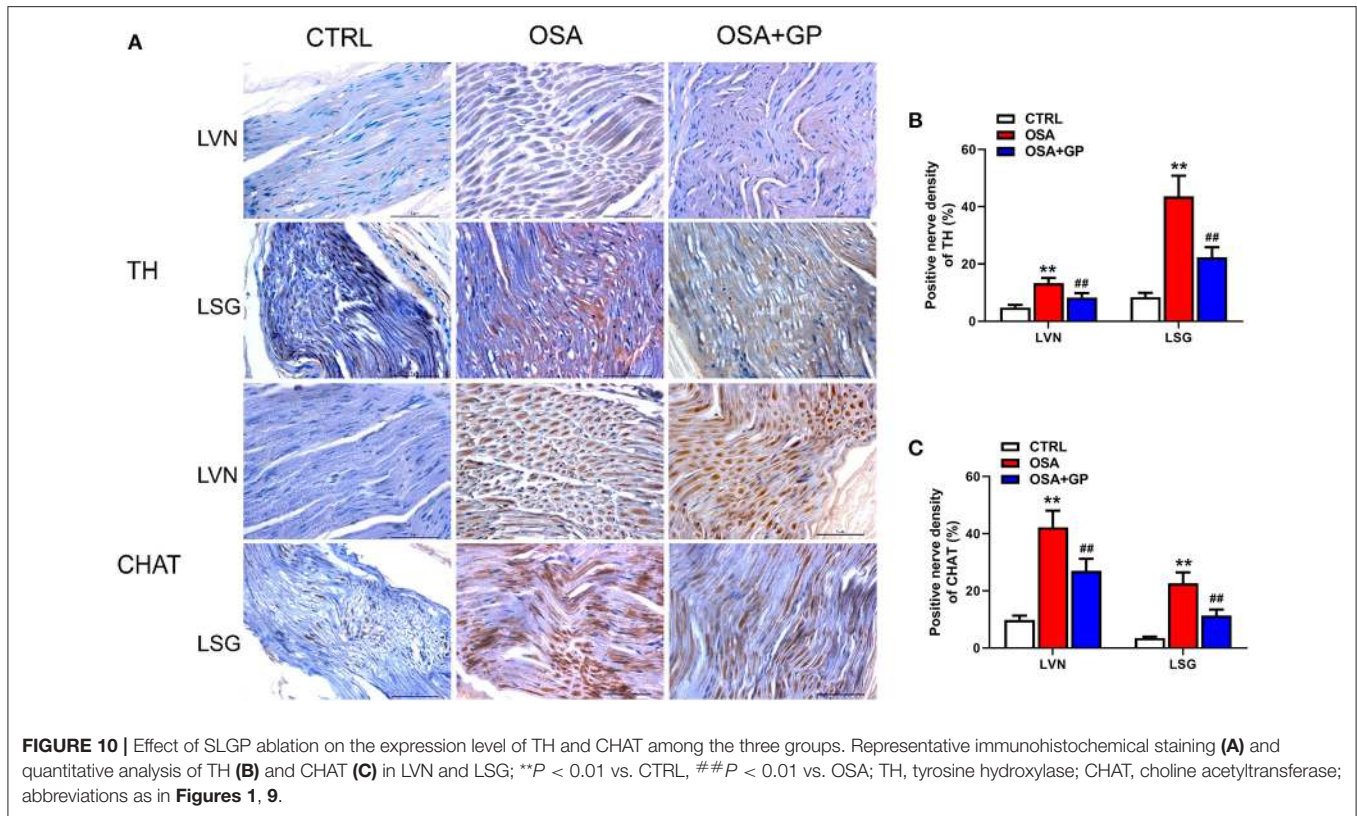 A
CTRL OSA OSA+GP
LVN
TH
LSG
LVN
CHAT
LSG
B
CTRL
OSA
OSA+GP
Positive nerve density
of TH (%)
60
40
20
0
** ## ** ##
LVN LSG
C
CTRL
OSA
OSA+GP
Positive nerve density
of CHAT (%)
60
40
20
0
** ## ** ##
LVN LSG
FIGURE 10 | Effect of SLGP ablation on the expression level of TH and CHAT among the three groups. Representative immunohistochemical staining (A) and
quantitative analysis of TH (B) and CHAT (C) in LVN and LSG; **P < 0.01 vs. CTRL, ##P < 0.01 vs. OSA; TH, tyrosine hydroxylase; CHAT, choline acetyltransferase;
abbreviations as in Figures 1, 9.